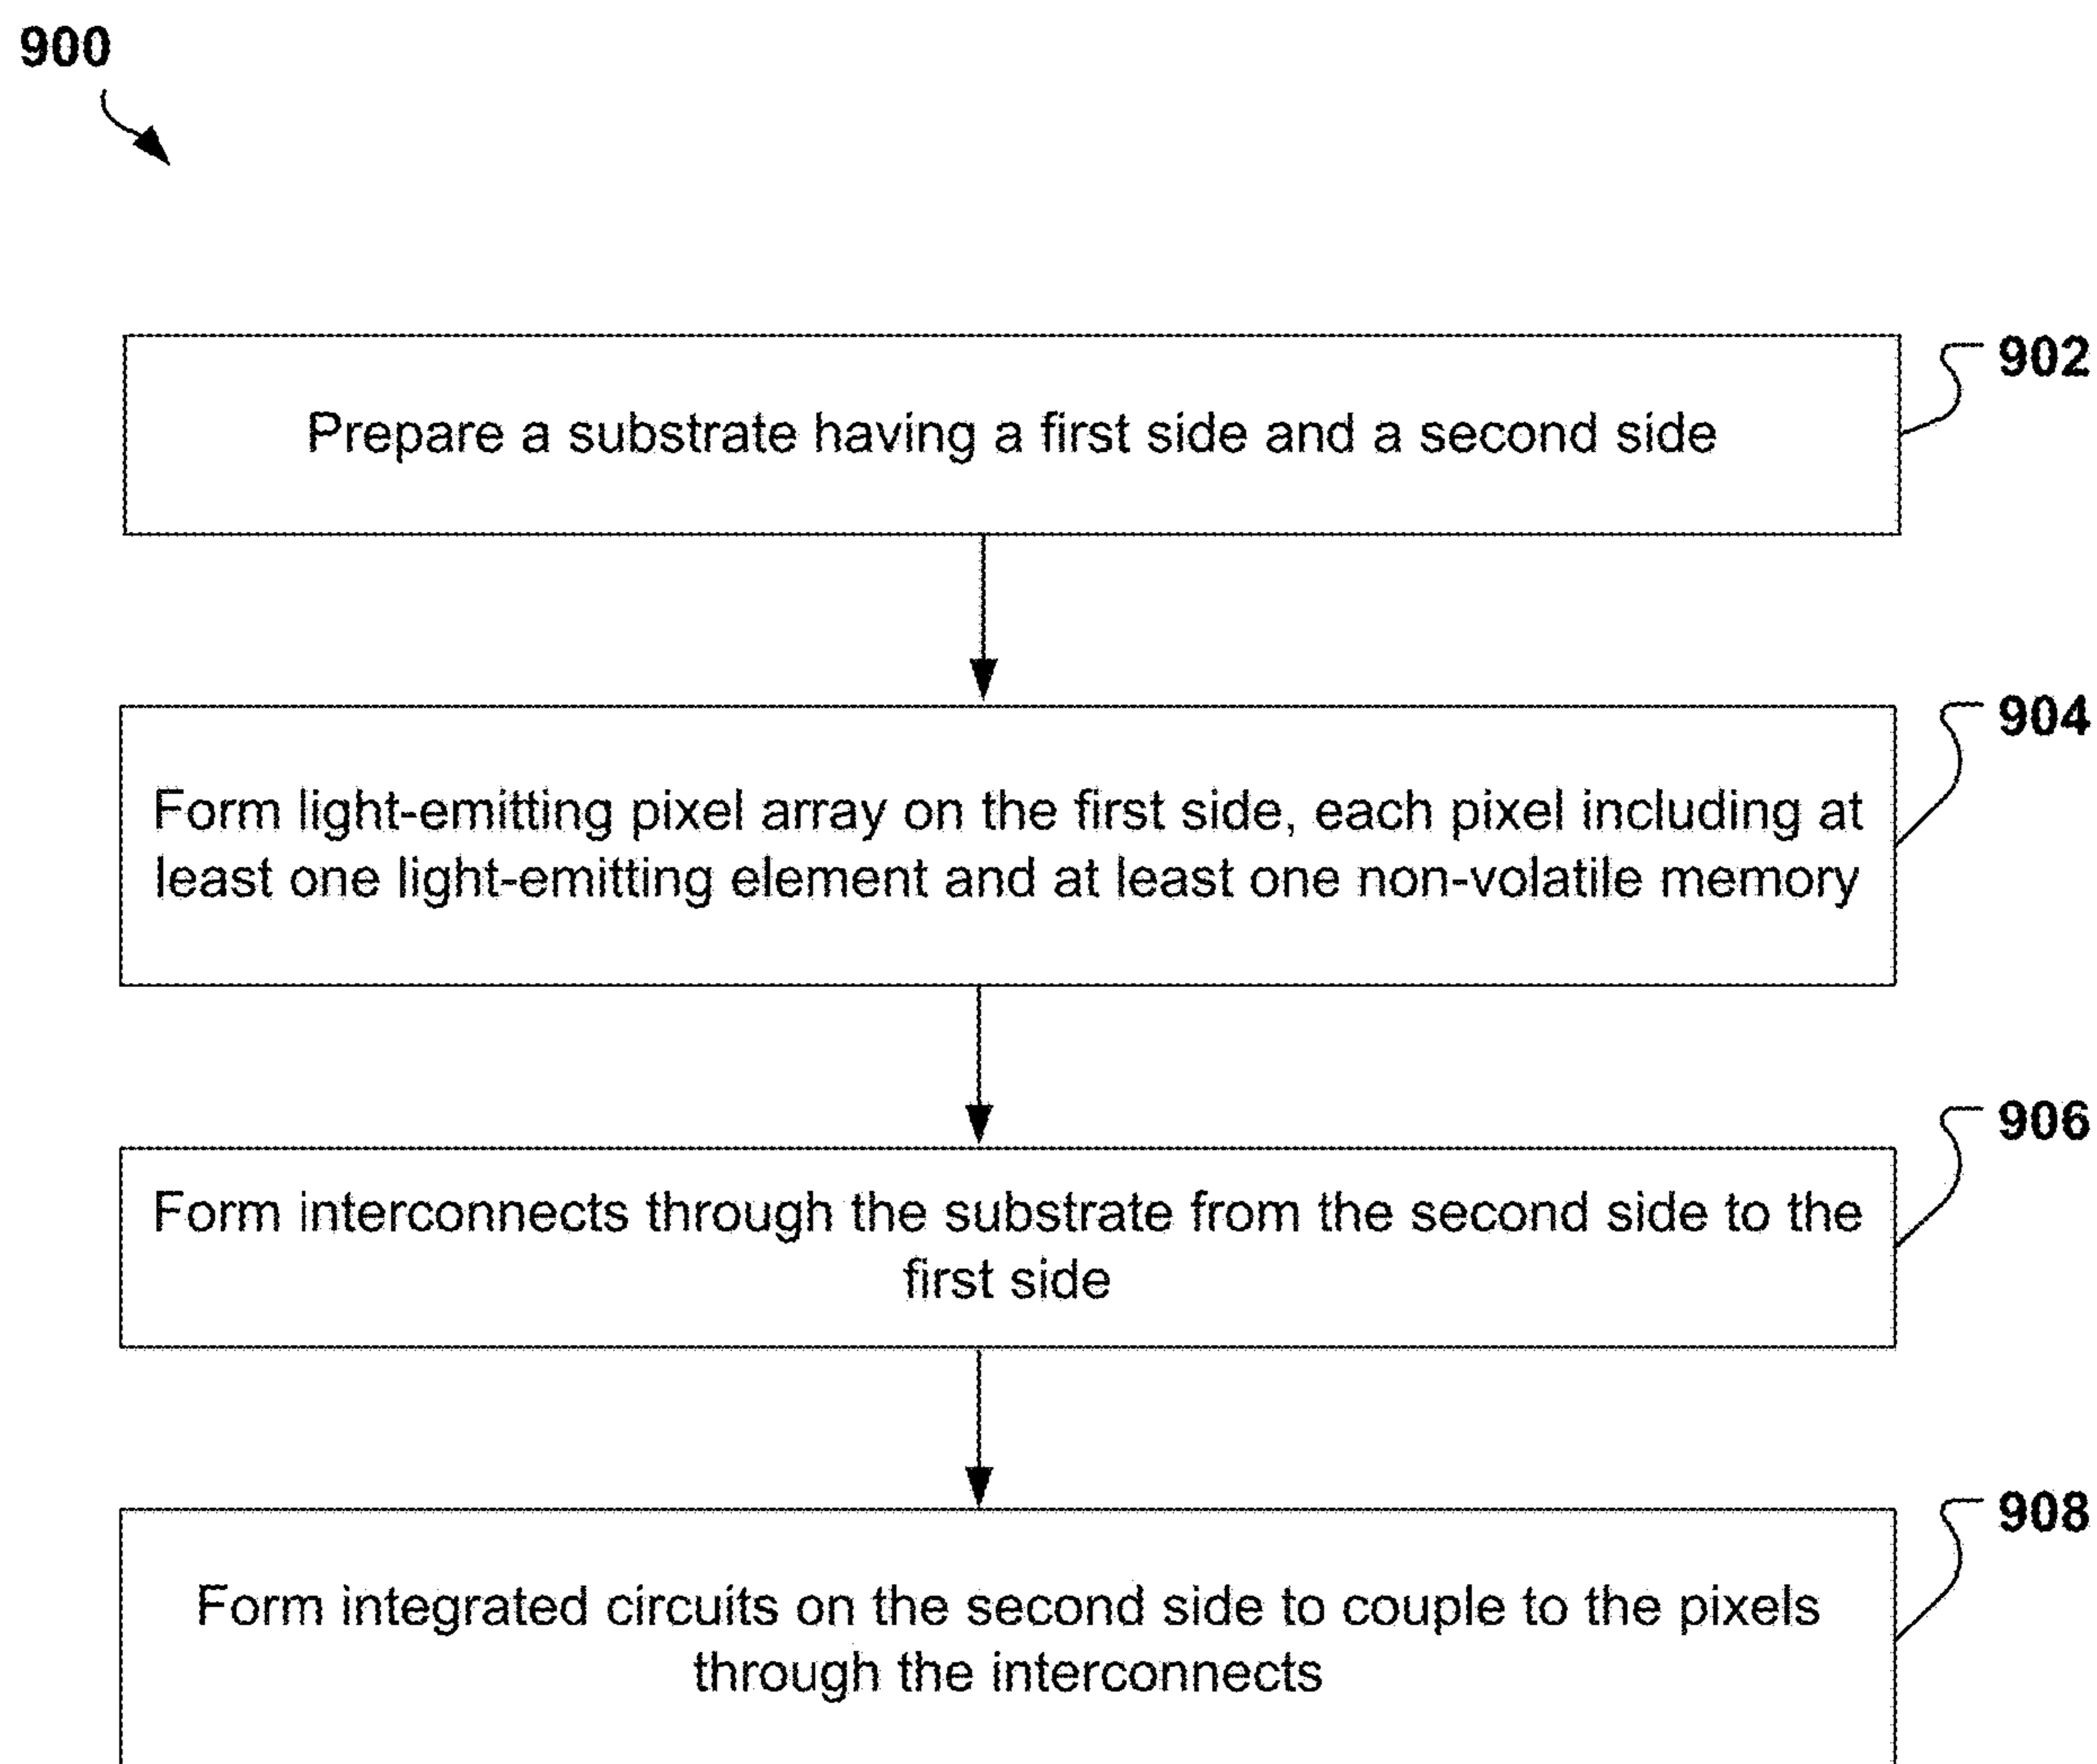 900
902
Prepare a substrate having a first side and a second side
904
Form light-emitting pixel array on the first side, each pixel including at
least one light-emitting element and at least one non-volatile memory
906
Form interconnects through the substrate from the second side to the
first side
908
Form integrated circuits on the second side to couple to the pixels
through the interconnects